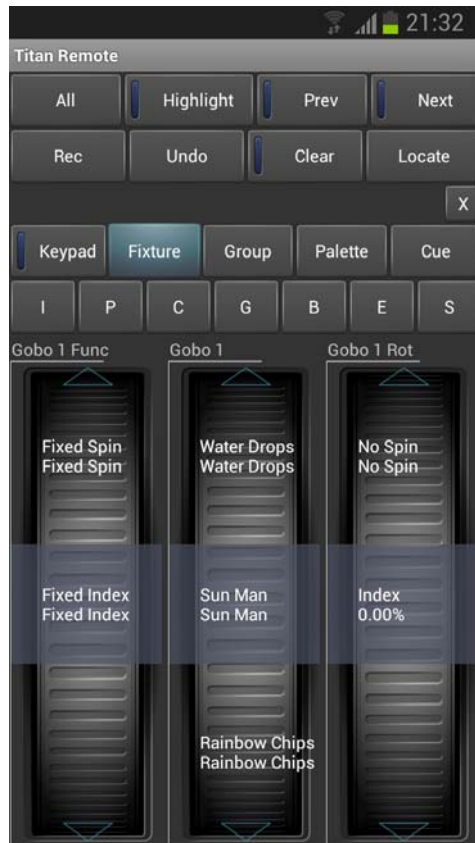 21:32
Titan Remote
All Highlight Prev Next
Rec Undo Clear Locate
X
Keypad Fixture Group Palette Cue
I P C G B E S
Gobo 1 Func Gobo 1 Gobo 1 Rot
Fixed Spin Water Drops No Spin
Fixed Spin Water Drops No Spin
Fixed Index Sun Man Index
Fixed Index Sun Man 0.00%
Rainbow Chips
Rainbow Chips